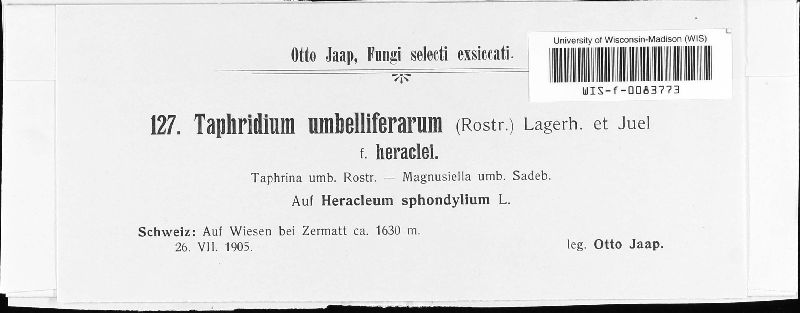 University of Wisconsin-Madison (WIS)
WIS-f-0083773
Otto Jaap, Fungi selecti exsiccati.
127. Taphridium umbelliferarum (Rostr.) Lagerh. et Juel
f. heraclei.
Taphrina umb. Rostr. — Magnusiella umb. Sadeb.
Auf Heracleum sphondylium L.
Schweiz: Auf Wiesen bei Zermatt ca. 1630 m.
26. VII. 1905.
leg. Otto Jaap.